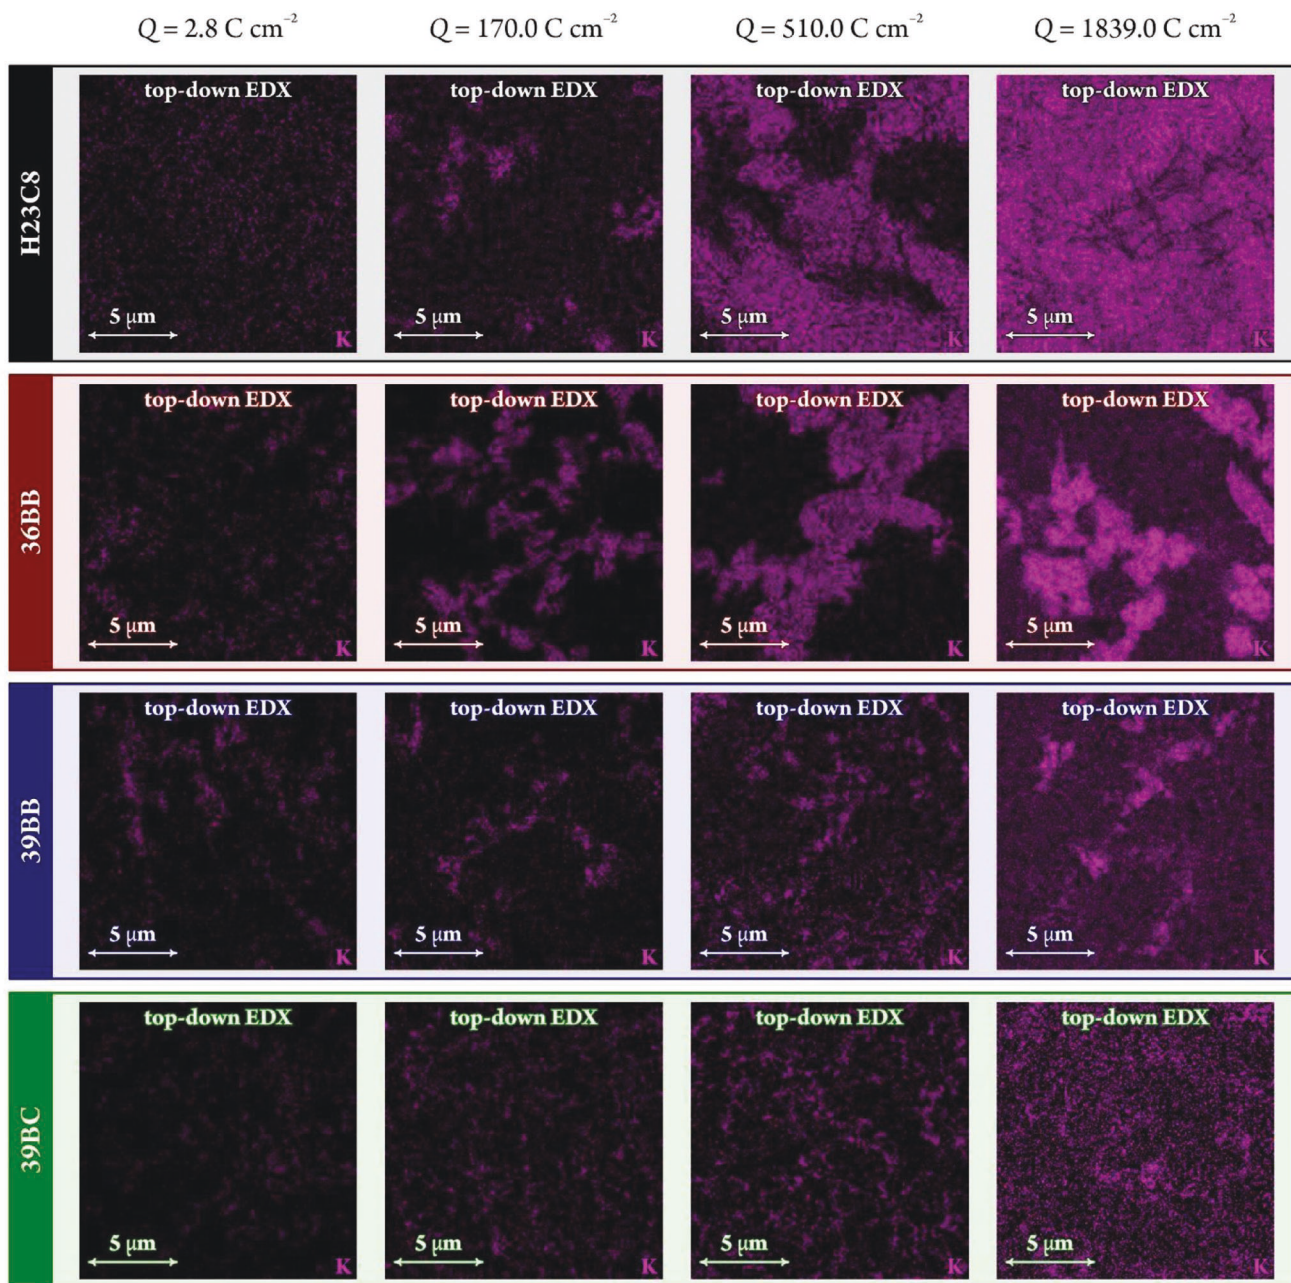 Q = 2.8 C cm⁻² Q = 170.0 C cm⁻² Q = 510.0 C cm⁻² Q = 1839.0 C cm⁻²
H23C8
top-down EDX top-down EDX top-down EDX top-down EDX
5 µm 5 µm 5 µm 5 µm
K K K K
36BB
top-down EDX top-down EDX top-down EDX top-down EDX
5 µm 5 µm 5 µm 5 µm
K K K K
39BB
top-down EDX top-down EDX top-down EDX top-down EDX
5 µm 5 µm 5 µm 5 µm
K K K K
39BC
top-down EDX top-down EDX top-down EDX top-down EDX
5 µm 5 µm 5 µm 5 µm
K K K K